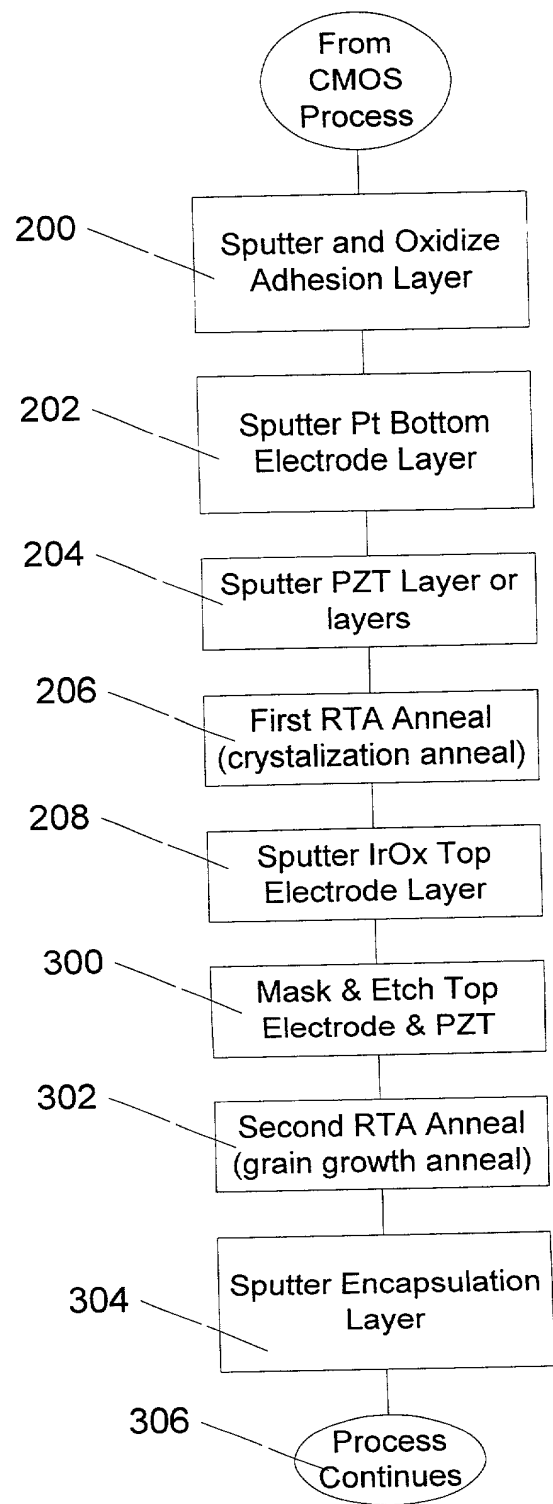 From
CMOS
Process
200
Sputter and Oxidize
Adhesion Layer
202
Sputter Pt Bottom
Electrode Layer
204
Sputter PZT Layer or
layers
206
First RTA Anneal
(crystalization anneal)
208
Sputter IrOx Top
Electrode Layer
300
Mask & Etch Top
Electrode & PZT
302
Second RTA Anneal
(grain growth anneal)
304
Sputter Encapsulation
Layer
306
Process
Continues